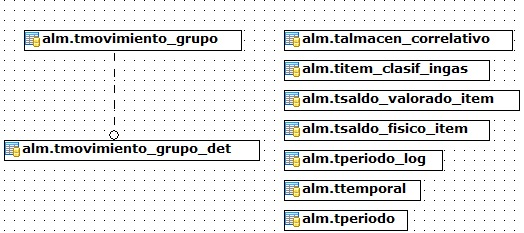 alm.tmovimiento_grupo
alm.tmovimiento_grupo_det
alm.talmacen_correlativo
alm.titem_clasif_ingas
alm.tsaldo_valorado_item
alm.tsaldo_fisico_item
alm.tperiodo_log
alm.ttemporal
alm.tperiodo